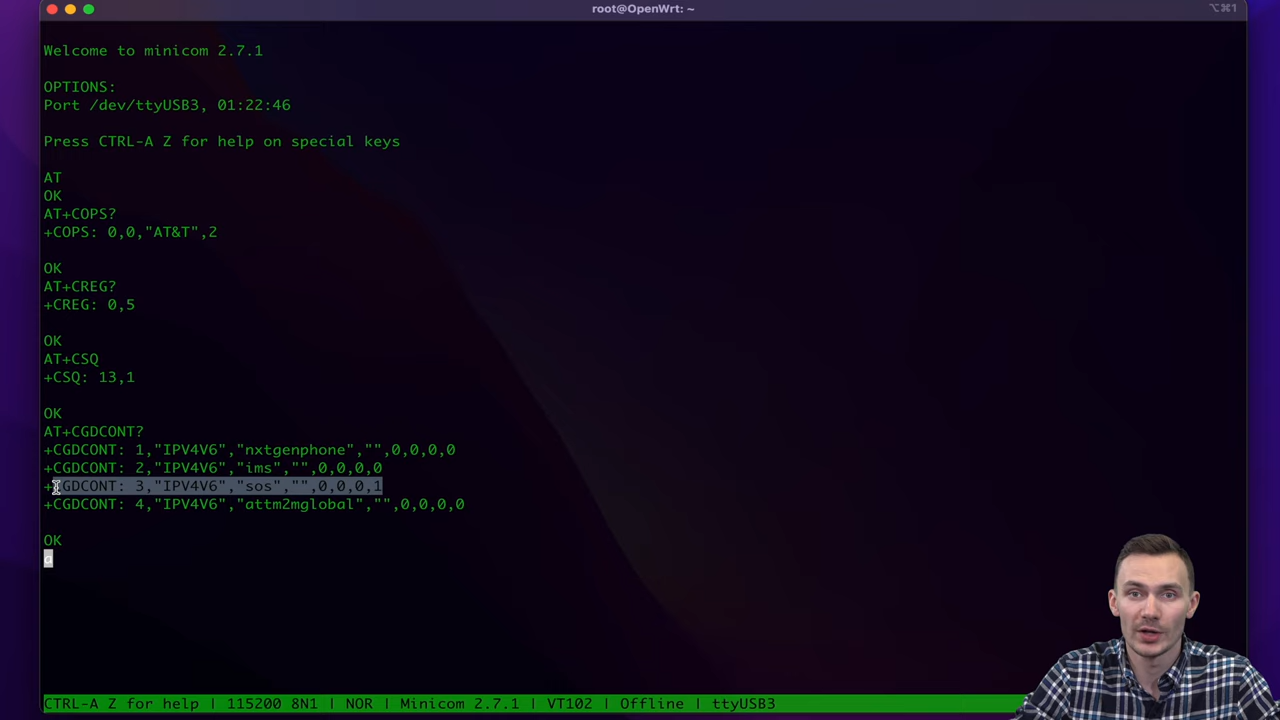 root@OpenWrt: ~
⌥⌘1
Welcome to minicom 2.7.1
OPTIONS:
Port /dev/ttyUSB3, 01:22:46
Press CTRL-A Z for help on special keys
AT
OK
AT+COPS?
+COPS: 0,0,"AT&T",2
OK
AT+CREG?
+CREG: 0,5
OK
AT+CSQ
+CSQ: 13,1
OK
AT+CGDCONT?
+CGDCONT: 1,"IPV4V6","nxtgenphone","",0,0,0,0
+CGDCONT: 2,"IPV4V6","ims","",0,0,0,0
+CGDCONT: 3,"IPV4V6","sos","",0,0,0,1
+CGDCONT: 4,"IPV4V6","attm2mglobal","",0,0,0,0
OK
a
CTRL-A Z for help | 115200 8N1 | NOR | Minicom 2.7.1 | VT102 | Offline | ttyUSB3